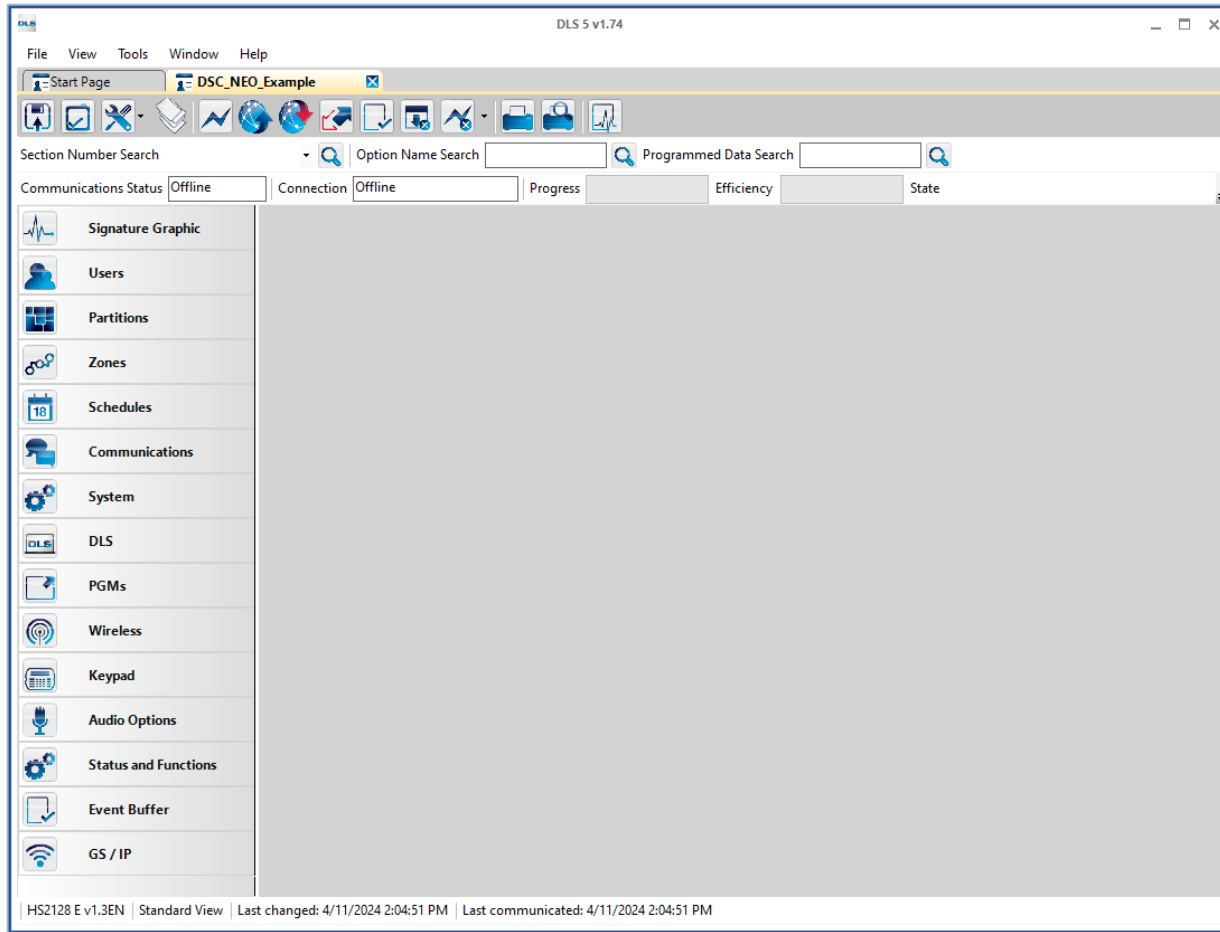 DLS DLS 5 v1.74
File View Tools Window Help
Start Page DSC_NEO_Example
Section Number Search Option Name Search Programmed Data Search
Communications Status Offline Connection Offline Progress Efficiency State
Signature Graphic
Users
Partitions
Zones
18 Schedules
Communications
System
DLS DLS
PGMs
Wireless
Keypad
Audio Options
Status and Functions
Event Buffer
GS / IP
HS2128 E v1.3EN Standard View Last changed: 4/11/2024 2:04:51 PM Last communicated: 4/11/2024 2:04:51 PM